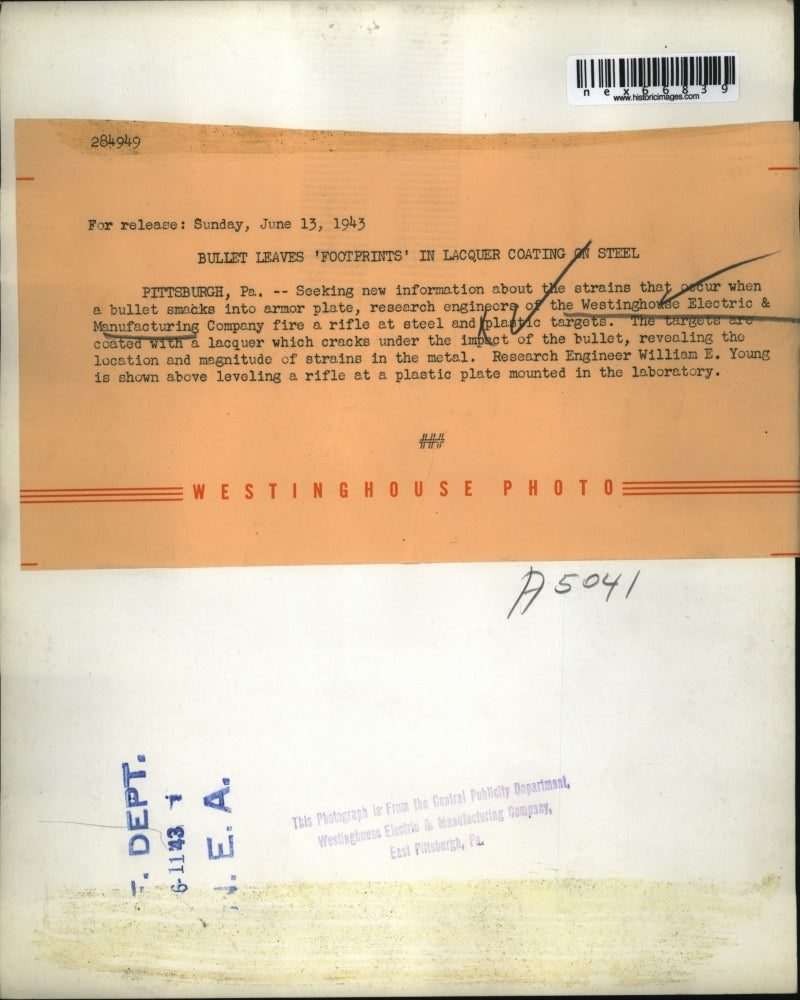 nex66839
www.historicimages.com
284949
For release: Sunday, June 13, 1943
BULLET LEAVES 'FOOTPRINTS' IN LACQUER COATING ON STEEL
PITTSBURGH, Pa. -- Seeking new information about the strains that occur when
a bullet smacks into armor plate, research engineers of the Westinghouse Electric &
Manufacturing Company fire a rifle at steel and plastic targets. The targets are
coated with a lacquer which cracks under the impact of the bullet, revealing the
location and magnitude of strains in the metal. Research Engineer William E. Young
is shown above leveling a rifle at a plastic plate mounted in the laboratory.
###
WESTINGHOUSE PHOTO
A5041
DEPT.
6-11 43
E. A.
This Photograph is From the Central Publicity Department,
Westinghouse Electric & Manufacturing Company,
East Pittsburgh, Pa.